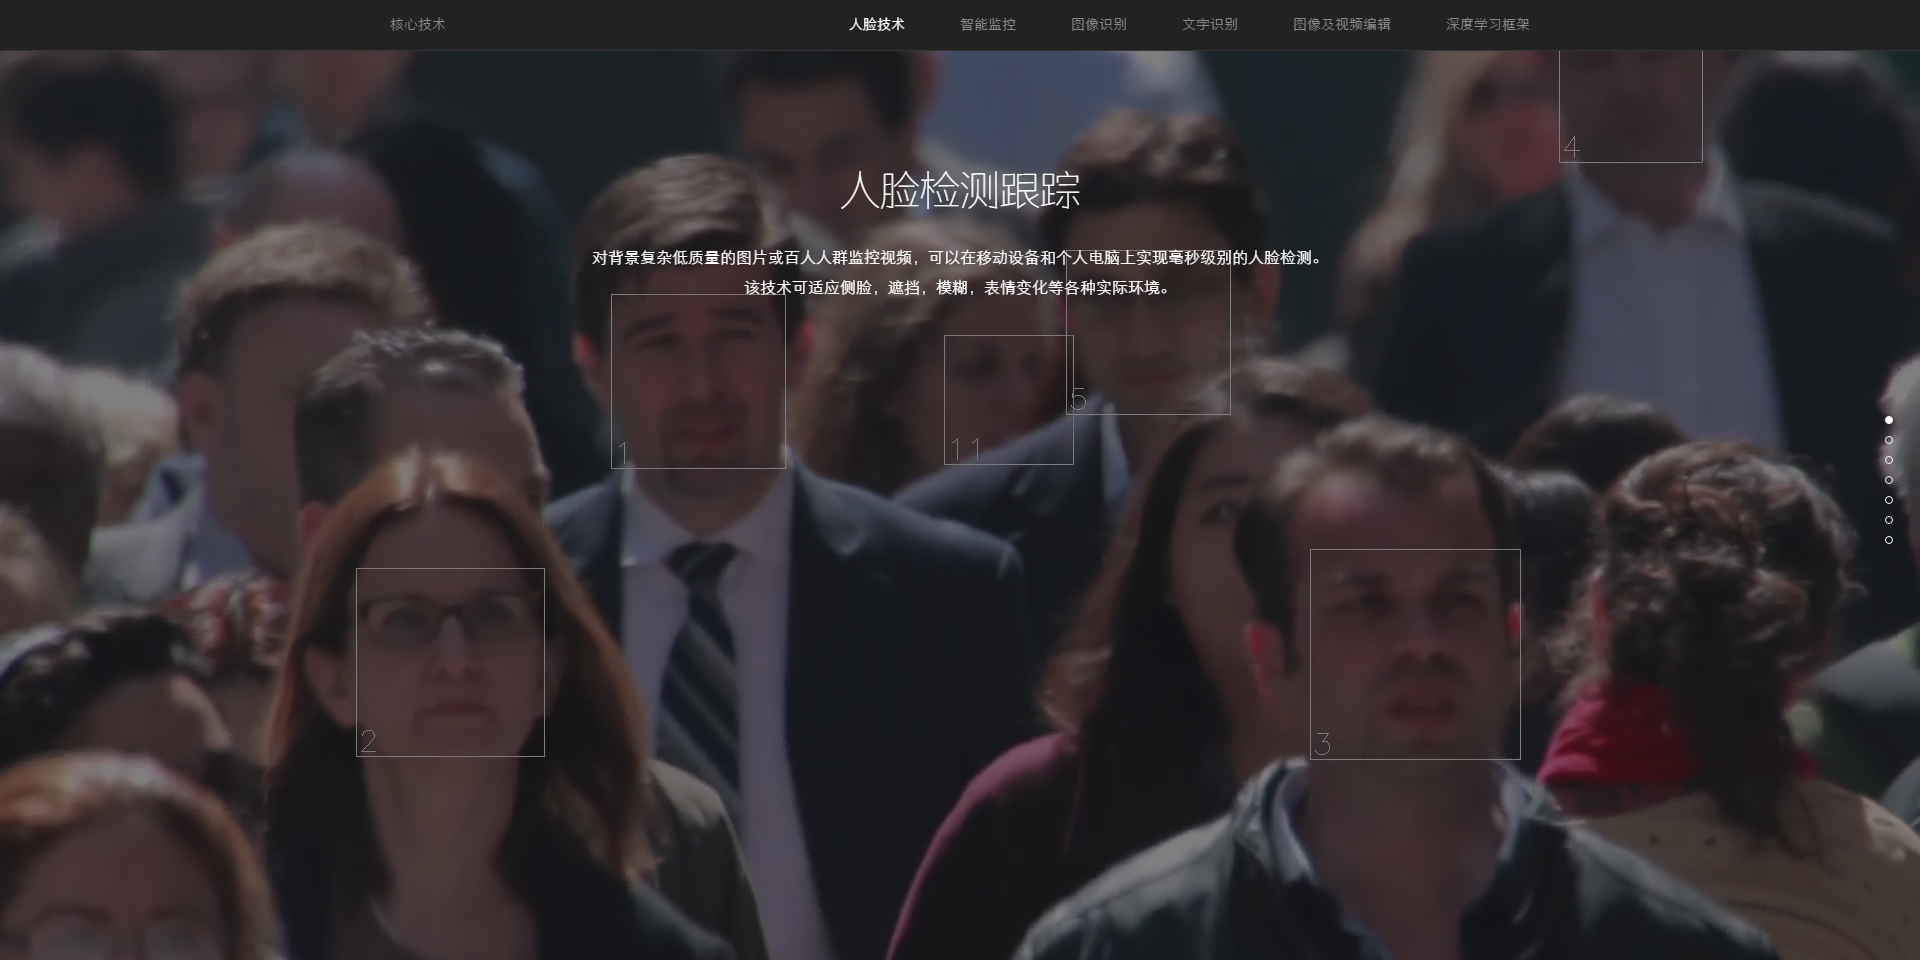 核心技术
人脸技术
智能监控
图像识别
文字识别
图像及视频编辑
深度学习框架
人脸检测跟踪
对背景复杂低质量的图片或百人人群监控视频，可以在移动设备和个人电脑上实现毫秒级别的人脸检测。
该技术可适应侧脸，遮挡，模糊，表情变化等各种实际环境。
4
5
1
11
2
3